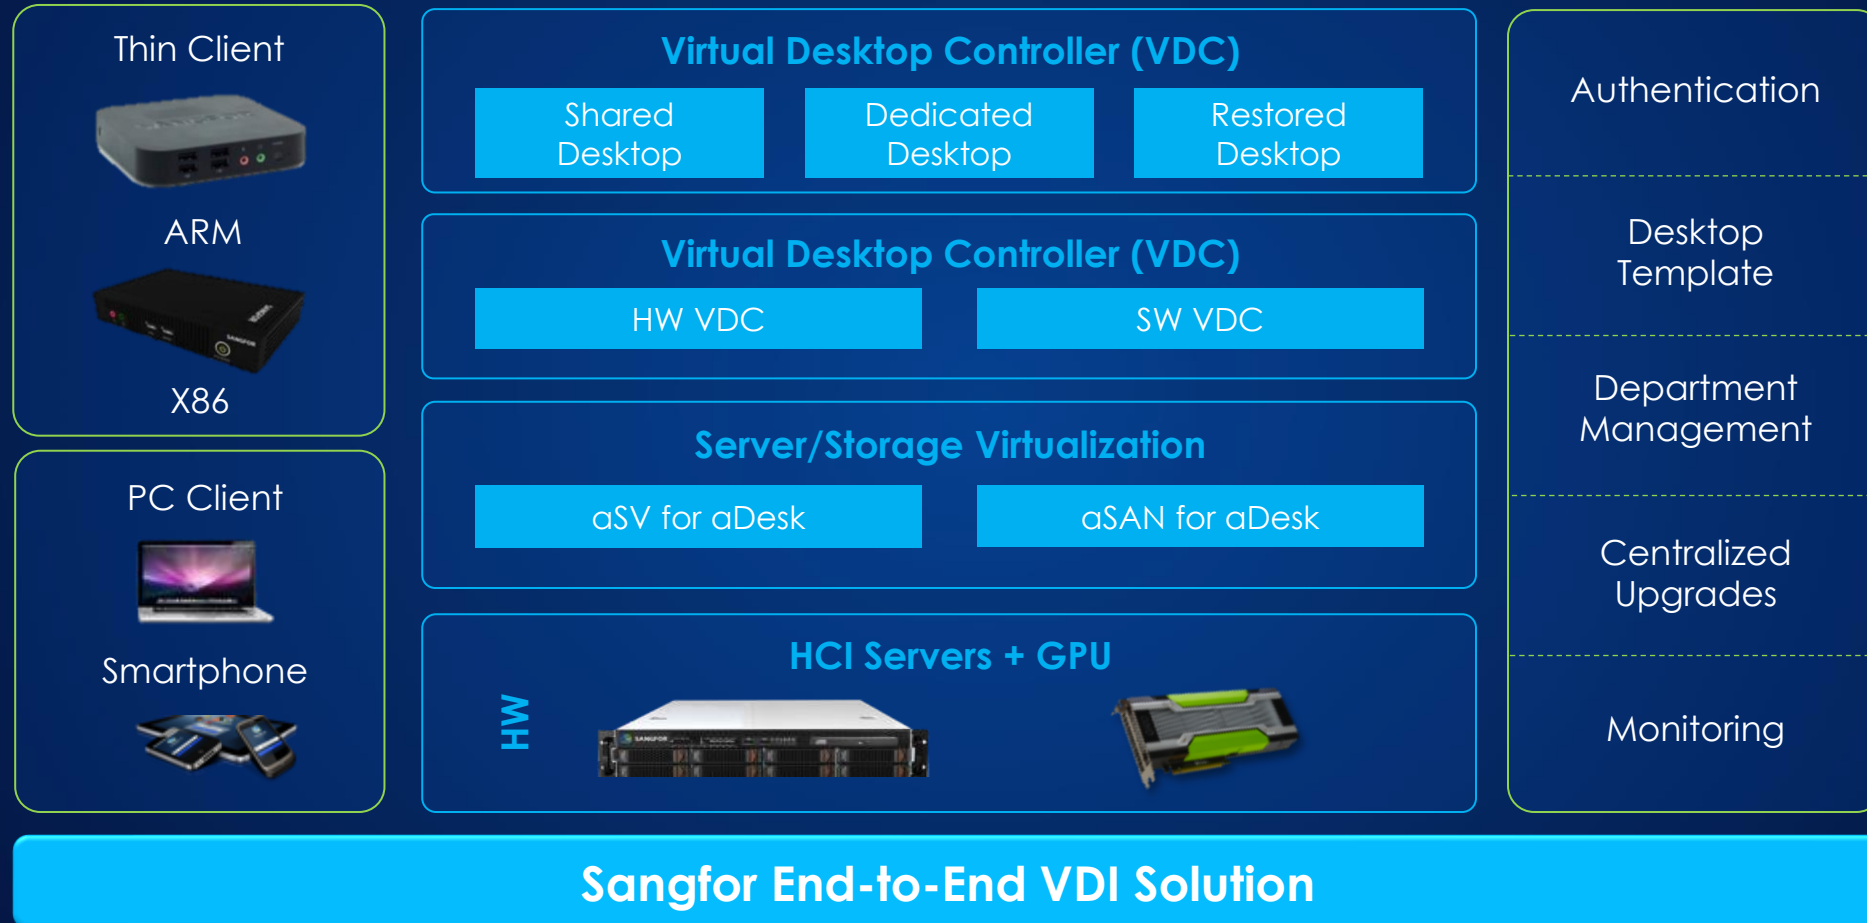 Thin Client
ARM
X86
PC Client
Smartphone
Virtual Desktop Controller (VDC)
Shared
Desktop
Dedicated
Desktop
Restored
Desktop
Virtual Desktop Controller (VDC)
HW VDC
SW VDC
Server/Storage Virtualization
aSV for aDesk
aSAN for aDesk
HCI Servers + GPU
HW
SANGFOR
SANGFOR
Authentication
Desktop
Template
Department
Management
Centralized
Upgrades
Monitoring
Sangfor End-to-End VDI Solution